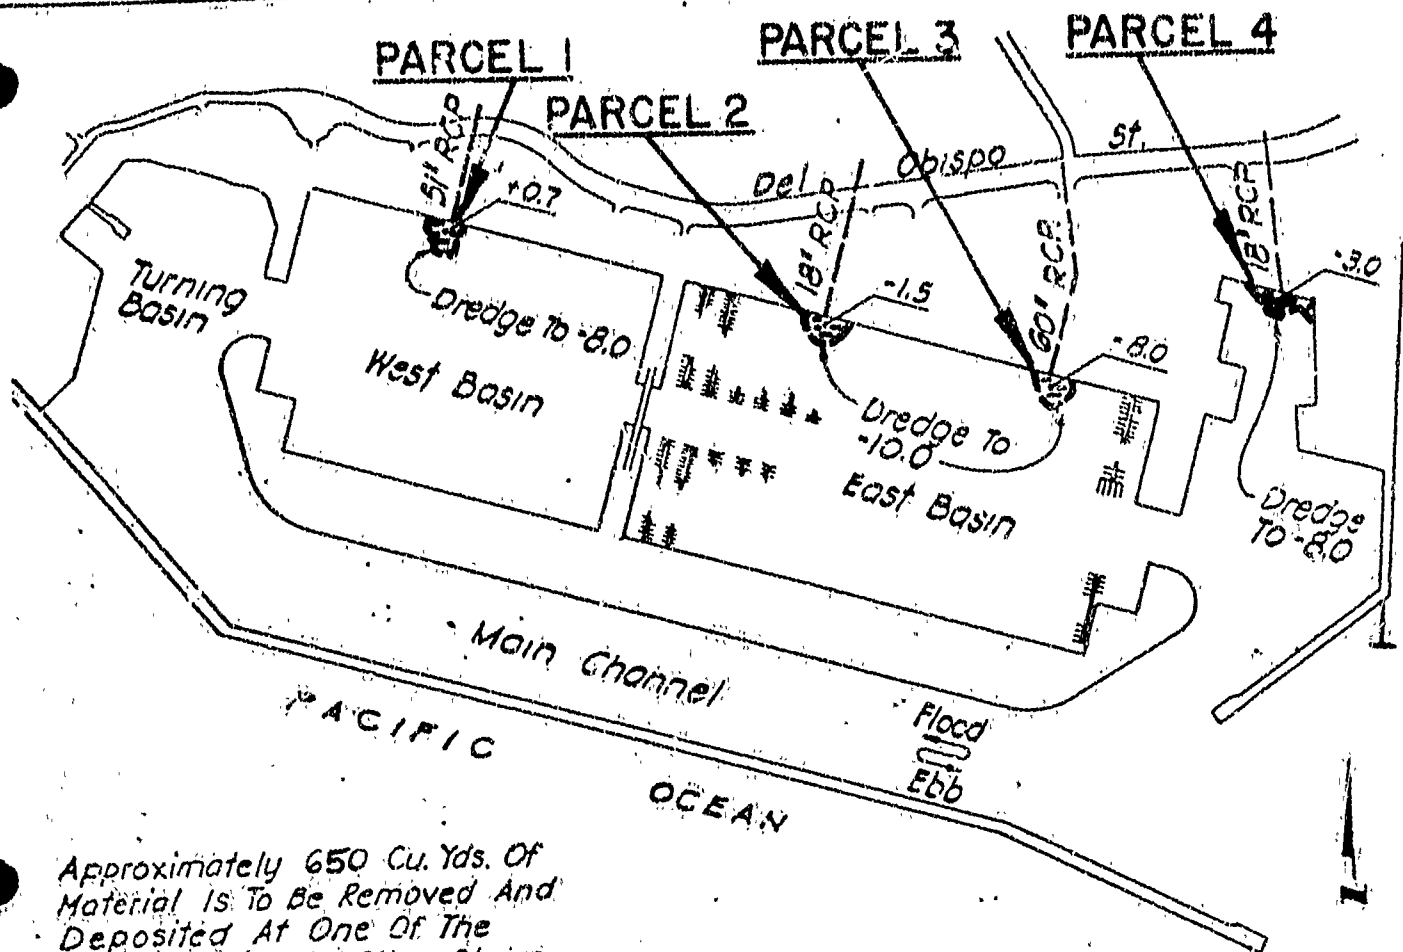 PARCEL 1
PARCEL 2
PARCEL 3
PARCEL 4
51" RCP
+0.7
Del Obispo St.
18" RCP
-1.5
60" RCP
-8.0
18" RCP
-3.0
Turning
Basin
Dredge To -8.0
West Basin
Dredge To
-10.0
East Basin
Dredge
To -8.0
Main Channel
PACIFIC
OCEAN
Flood
Ebb
Approximately 650 Cu. Yds. Of
Material Is To Be Removed And
Deposited At One Of The